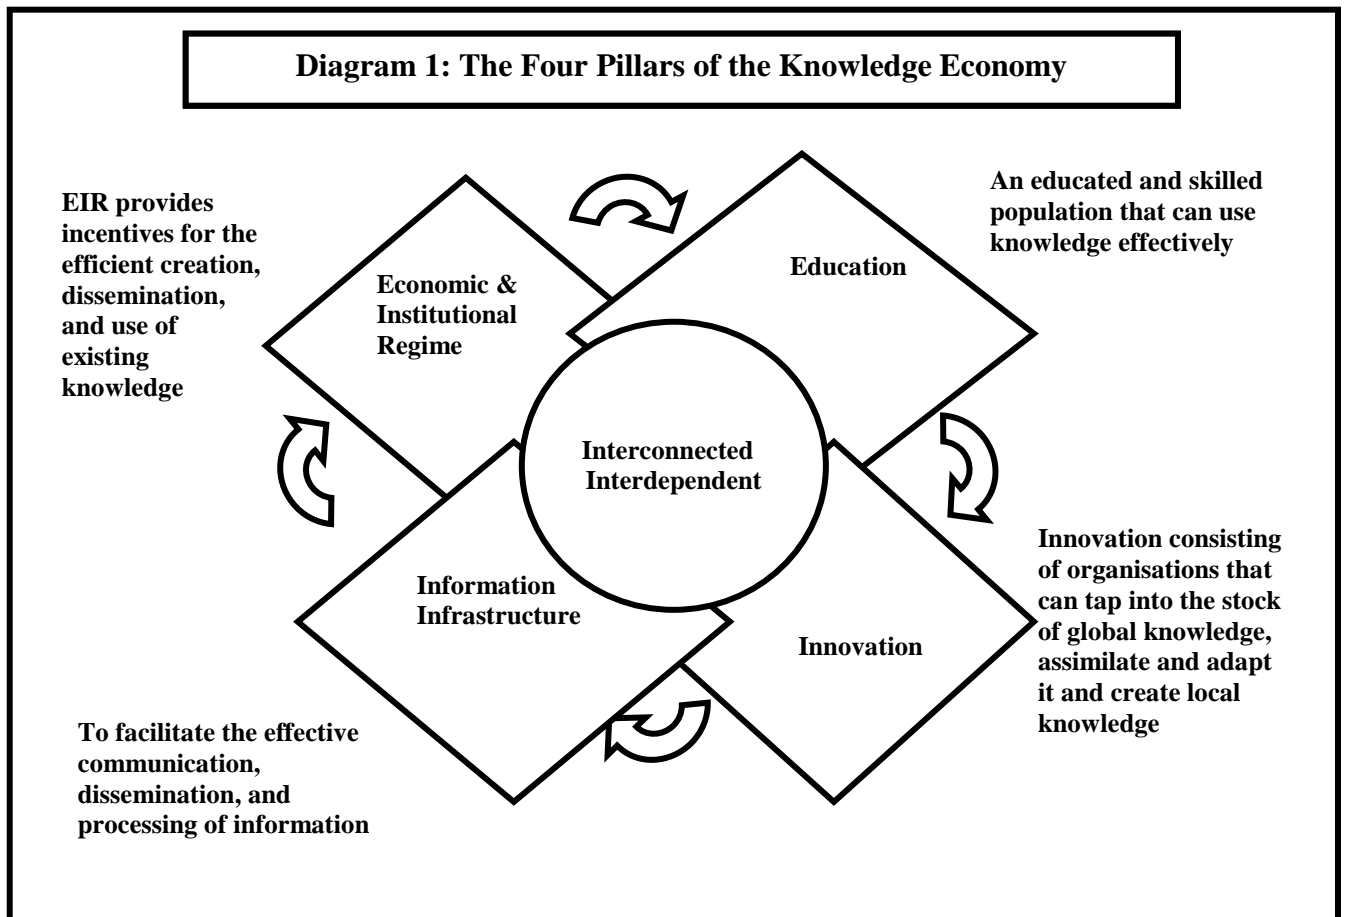 Diagram 1: The Four Pillars of the Knowledge Economy
EIR provides
incentives for the
efficient creation,
dissemination,
and use of
existing
knowledge
Economic &
Institutional
Regime
Education
An educated and skilled
population that can use
knowledge effectively
Interconnected
Interdependent
Information
Infrastructure
Innovation
Innovation consisting
of organisations that
can tap into the stock
of global knowledge,
assimilate and adapt
it and create local
knowledge
To facilitate the effective
communication,
dissemination, and
processing of information